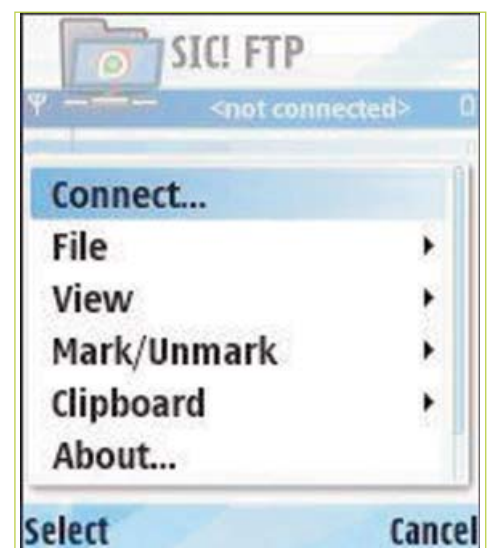 SIC! FTP
<not connected>
Connect...
File
View
Mark/Unmark
Clipboard
About...
Select Cancel